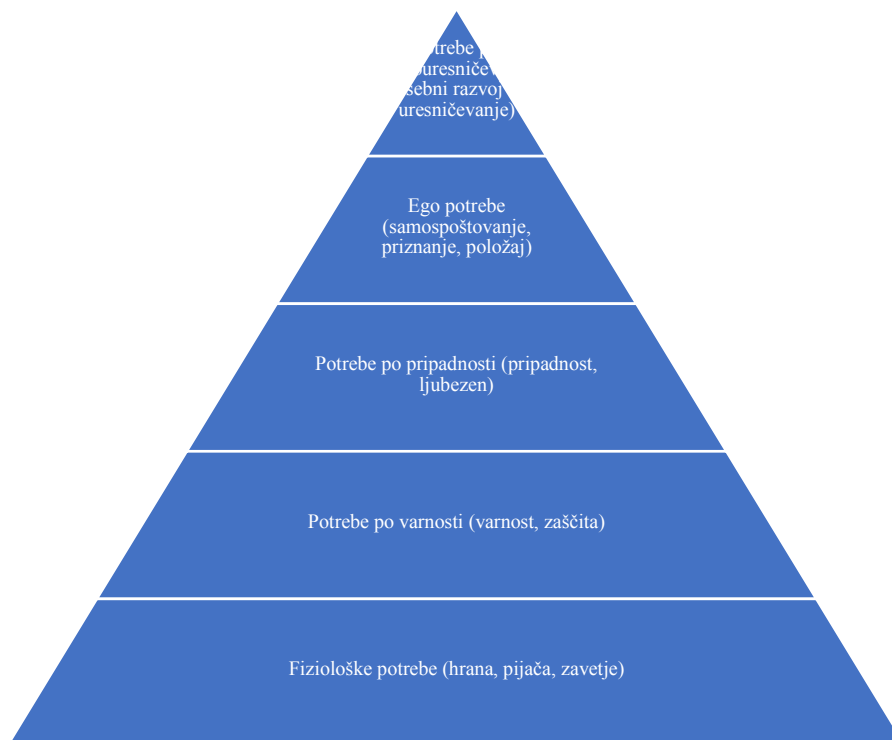 razvoj
uresničevanje)
Ego potrebe
(samospoštovanje,
priznanje, položaj)
Potrebe po pripadnosti (pripadnost,
ljubezen)
Potrebe po varnosti (varnost, zaščita)
Fiziološke potrebe (hrana, pijača, zavetje)